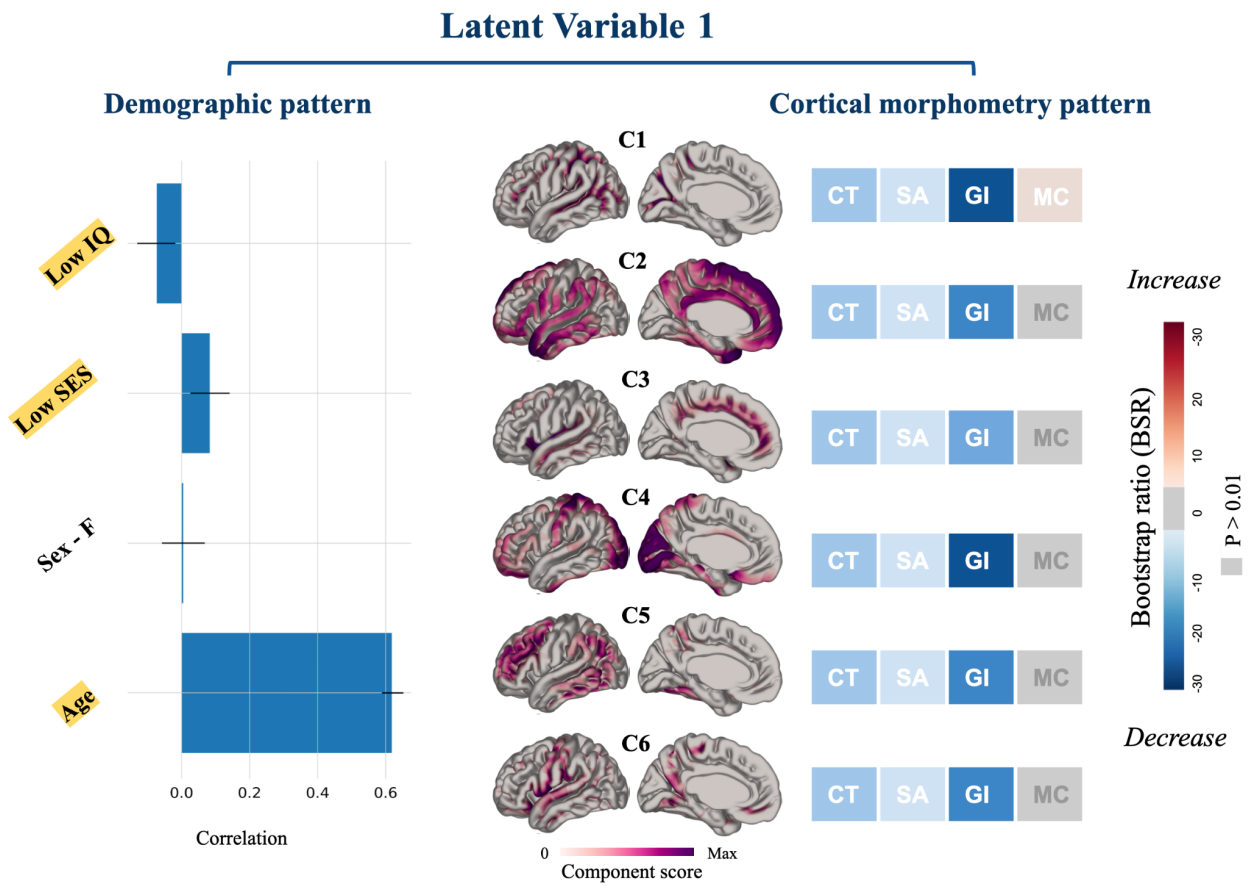 Latent Variable 1
Demographic pattern
Cortical morphometry pattern
Low IQ
Low SES
Sex - F
Age
0.0 0.2 0.4 0.6
Correlation
C1
CT SA GI MC
C2
CT SA GI MC
C3
CT SA GI MC
C4
CT SA GI MC
C5
CT SA GI MC
C6
CT SA GI MC
0 Max
Component score
Increase
Bootstrap ratio (BSR)
-30
20
10
0
-10
-20
-30
P > 0.01
Decrease